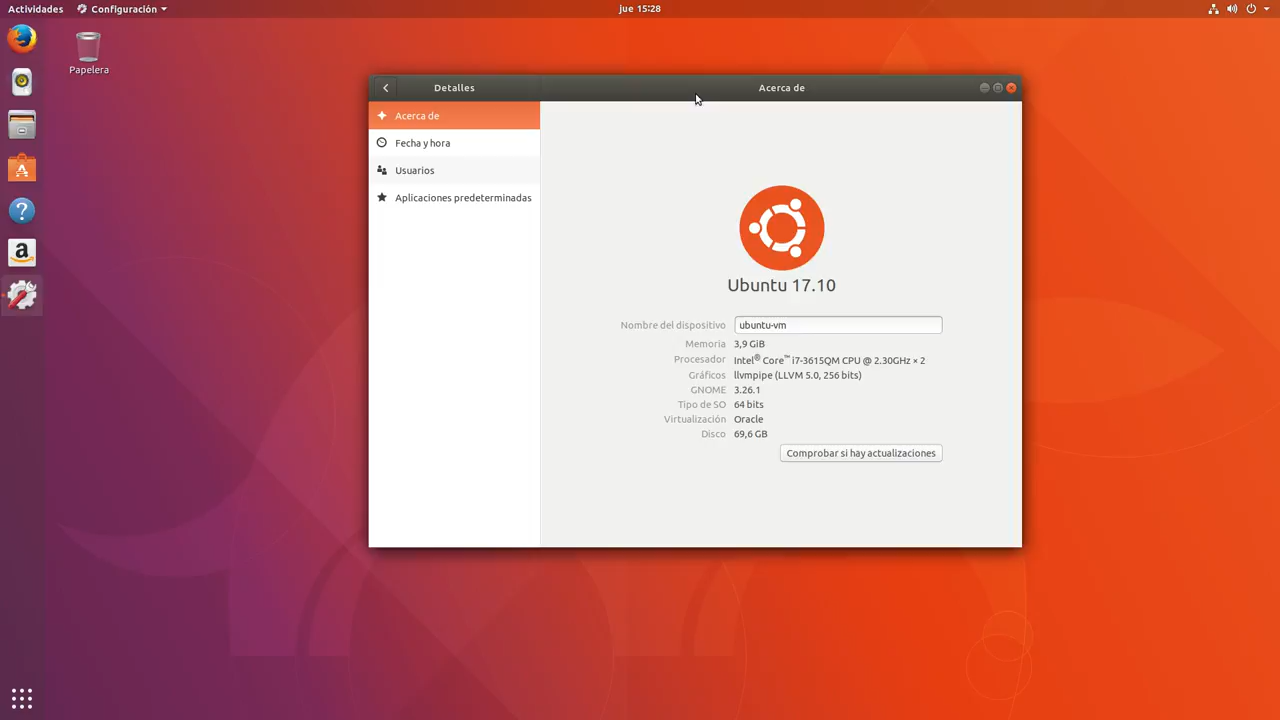 Actividades
Configuración
jue 15:28
Papelera
Detalles
Acerca de
Acerca de
Fecha y hora
Usuarios
Aplicaciones predeterminadas
Ubuntu 17.10
Nombre del dispositivo ubuntu-vm
Memoria 3,9 GiB
Procesador Intel® Core™ i7-3615QM CPU @ 2.30GHz × 2
Gráficos llvmpipe (LLVM 5.0, 256 bits)
GNOME 3.26.1
Tipo de SO 64 bits
Virtualización Oracle
Disco 69,6 GB
Comprobar si hay actualizaciones